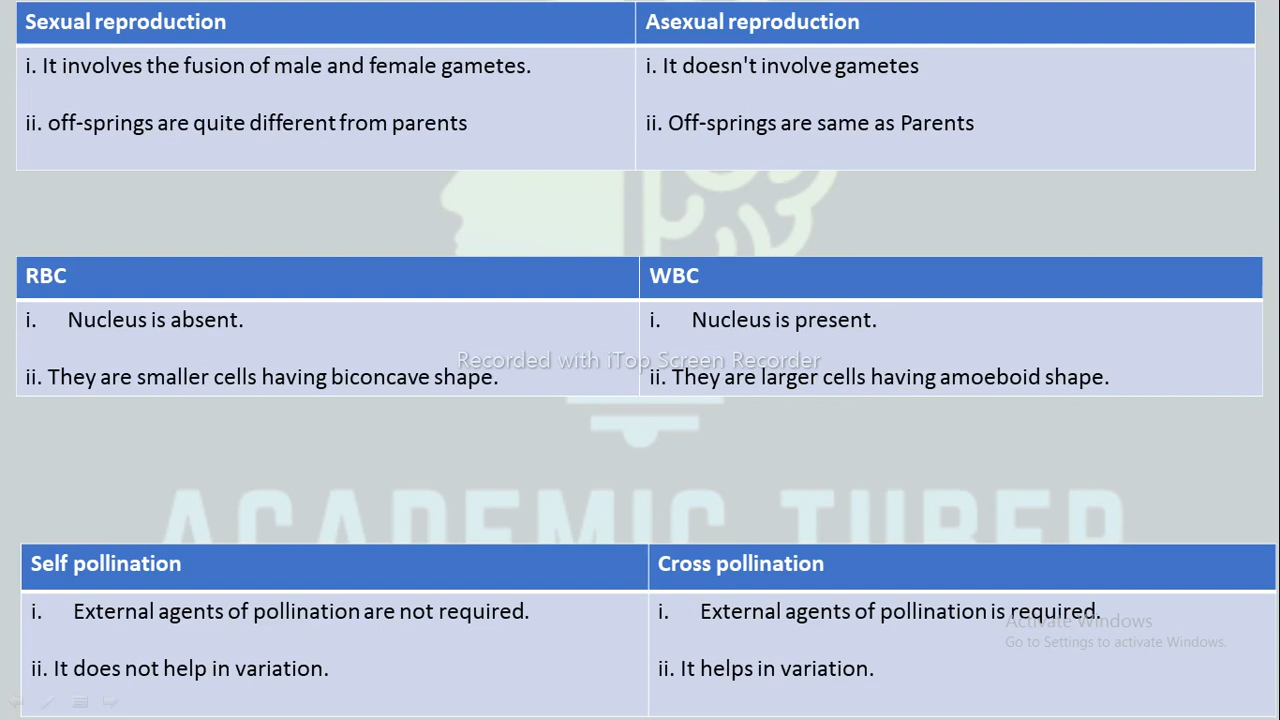 Sexual reproduction
Asexual reproduction
i. It involves the fusion of male and female gametes.
i. It doesn't involve gametes
ii. off-springs are quite different from parents
ii. Off-springs are same as Parents
RBC
WBC
i. Nucleus is absent.
i. Nucleus is present.
Recorded with iTop Screen Recorder
ii. They are smaller cells having biconcave shape.
ii. They are larger cells having amoeboid shape.
ACADEMIC TUBER
Self pollination
Cross pollination
i. External agents of pollination are not required.
i. External agents of pollination is required.
Activate Windows
Go to Settings to activate Windows.
ii. It does not help in variation.
ii. It helps in variation.